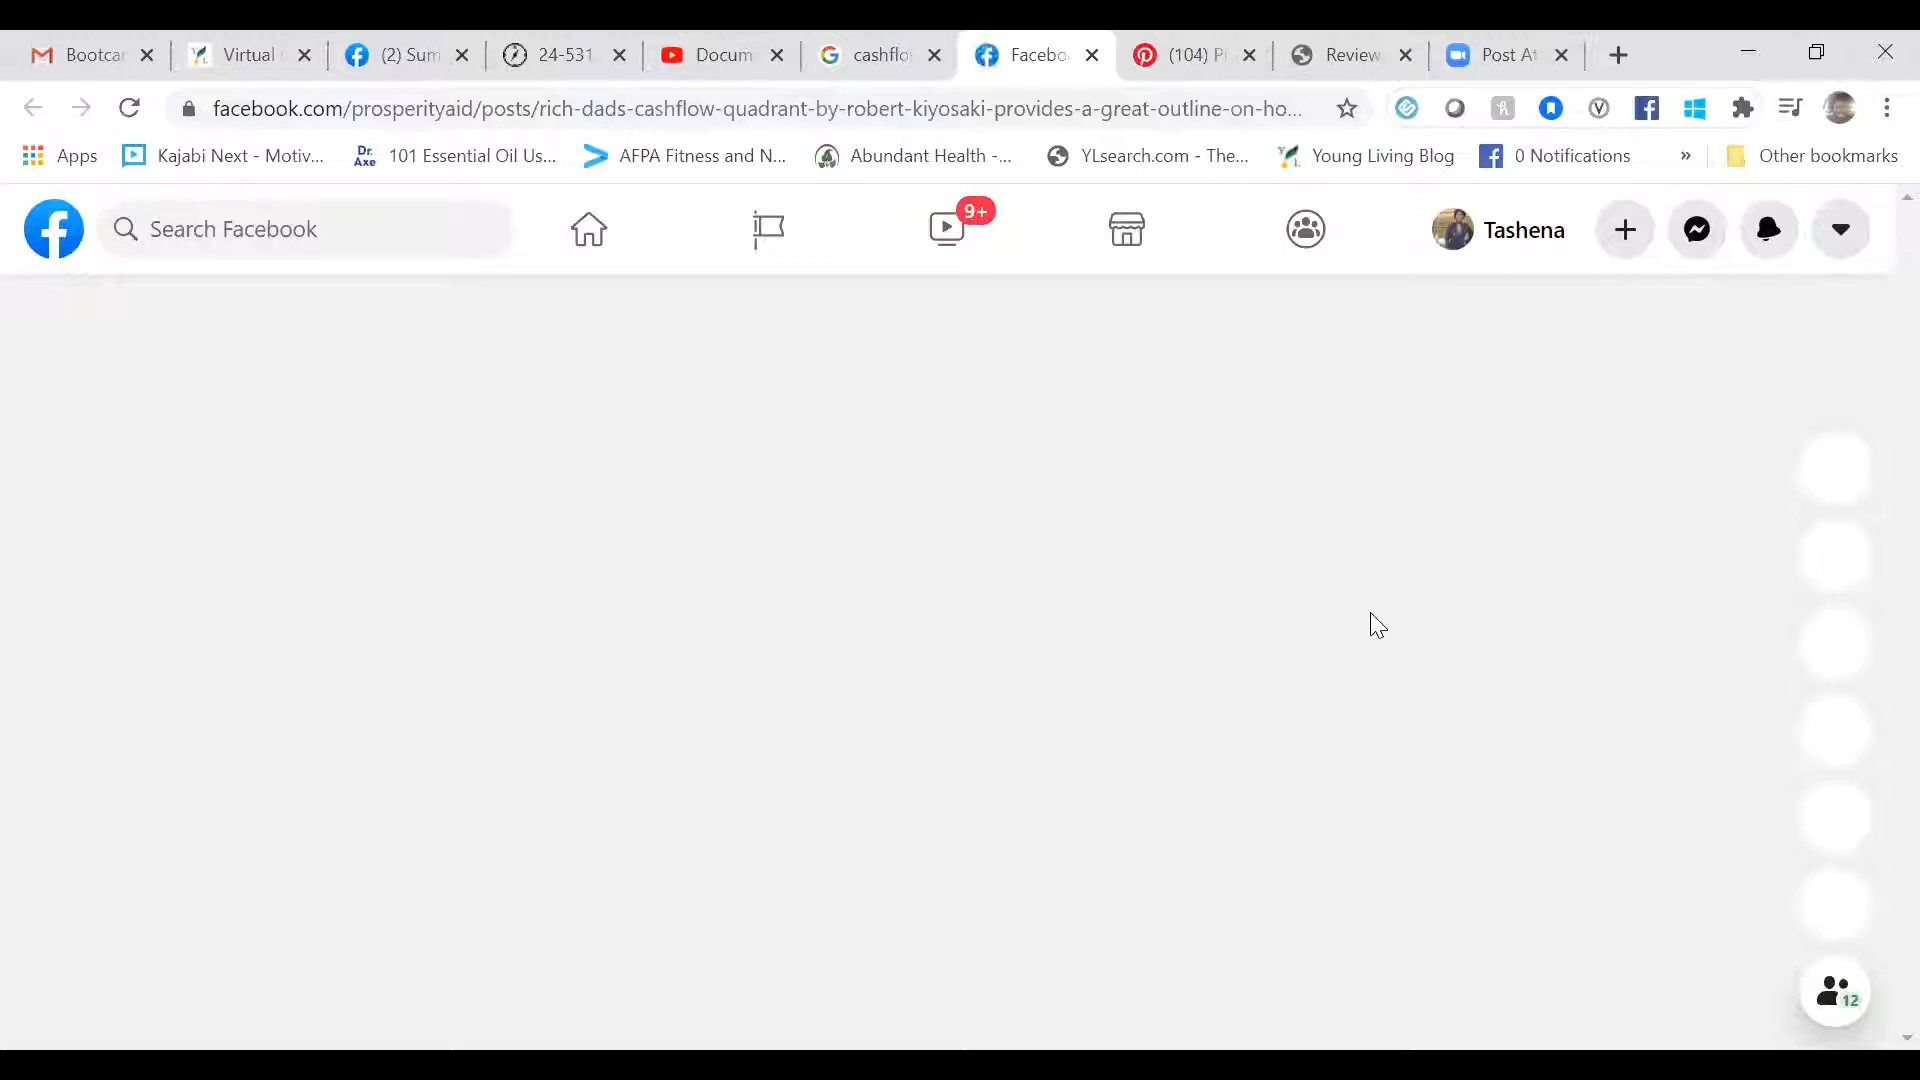 Bootcar
Virtual
(2) Sum
24-531
Docum
cashflo
Facebo
(104) Pi
Review
Post At
facebook.com/prosperityaid/posts/rich-dads-cashflow-quadrant-by-robert-kiyosaki-provides-a-great-outline-on-ho...
Apps
Kajabi Next - Motiv...
Dr. Axe
101 Essential Oil Us...
AFPA Fitness and N...
Abundant Health -...
YLsearch.com - The...
Young Living Blog
0 Notifications
»
Other bookmarks
Search Facebook
9+
Tashena
12